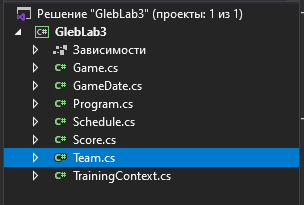 Решение "GlebLab3" (проекты: 1 из 1)
C# GlebLab3
Зависимости
C# Game.cs
C# GameDate.cs
C# Program.cs
C# Schedule.cs
C# Score.cs
C# Team.cs
C# TrainingContext.cs